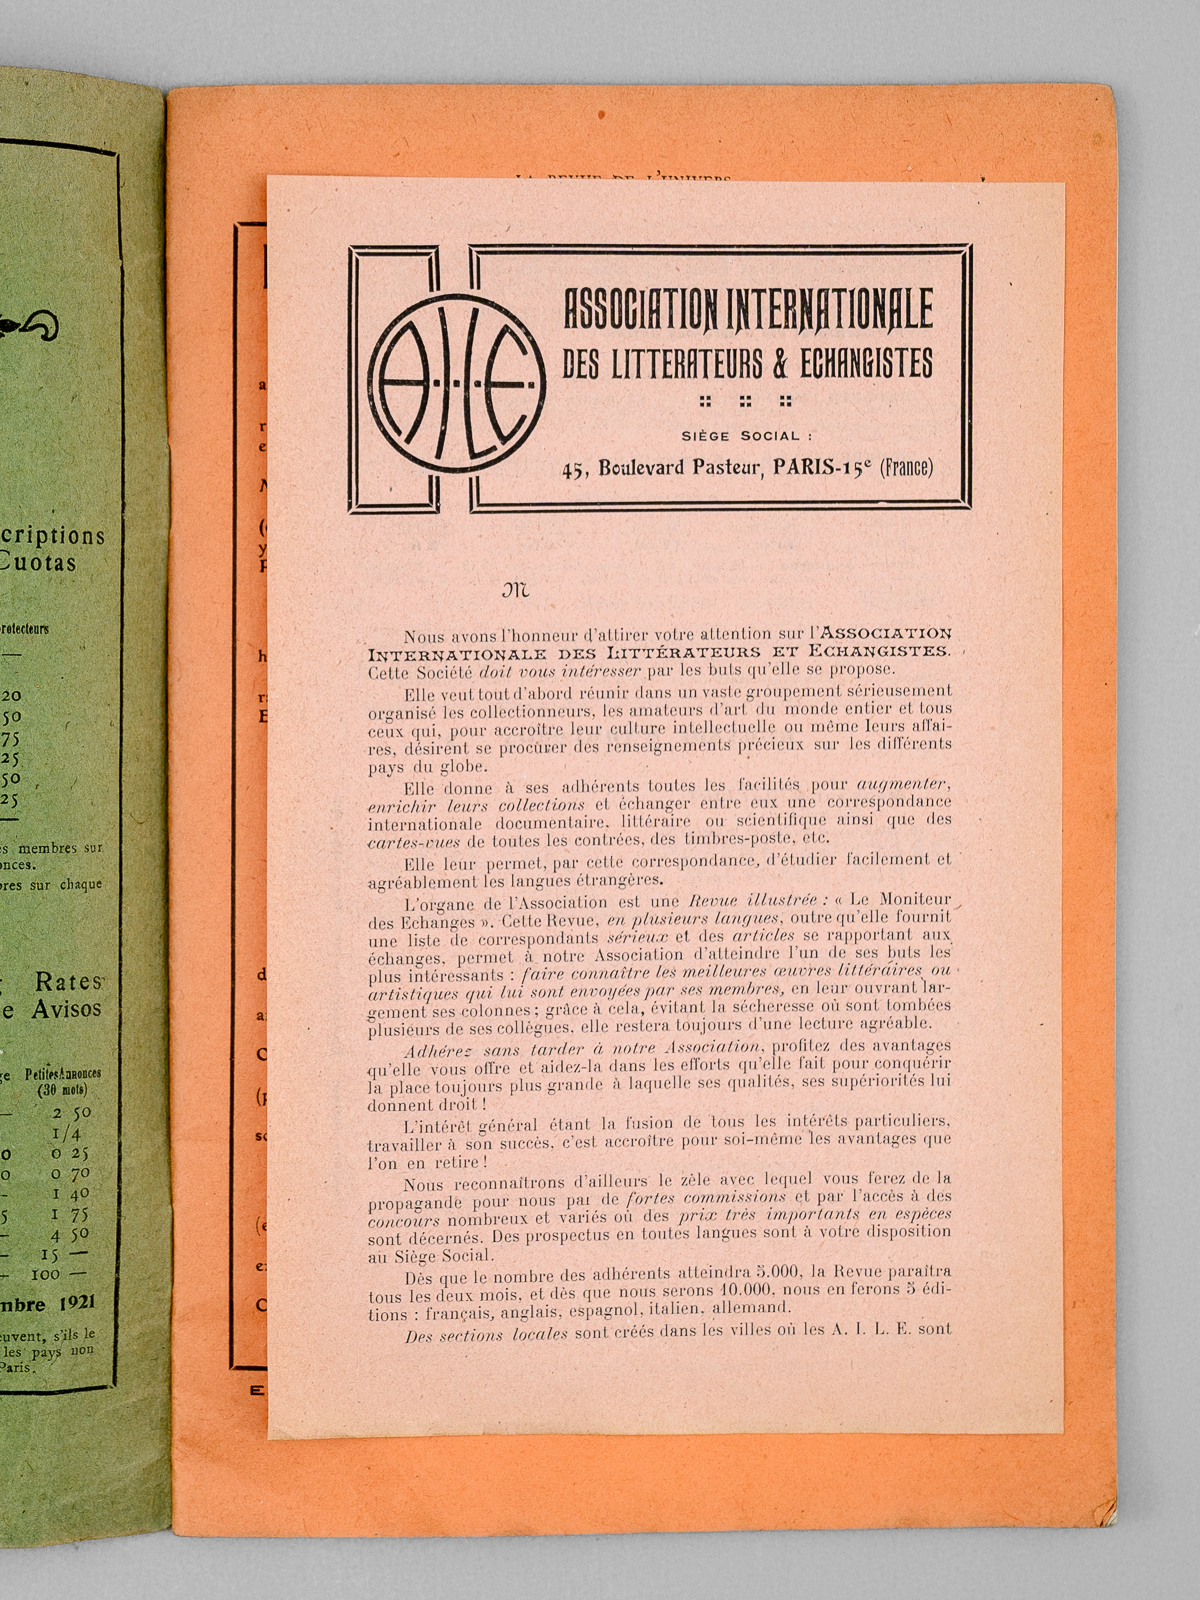 criptions
Cuotas
rotecteurs
—
20
50
75
25
50
25
s membres sur
onces.
bres sur chaque
Rates
e Avisos
ge Petites Annonces
(30 mots)
— 2 50
1/4
0 0 25
0 0 70
- 1 40
5 1 75
- 4 50
- 15 —
- 100 —
mbre 1921
euvent, s'ils le
les pays non
Paris.
LA REVUE DE L'UNIVERS
A.I.L.E.
ASSOCIATION INTERNATIONALE
DES LITTERATEURS & ECHANGISTES
SIÈGE SOCIAL :
45, Boulevard Pasteur, PARIS-15e (France)
M
Nous avons l'honneur d'attirer votre attention sur l'ASSOCIATION
INTERNATIONALE DES LITTÉRATEURS ET ECHANGISTES.
Cette Société doit vous intéresser par les buts qu'elle se propose.
Elle veut tout d'abord réunir dans un vaste groupement sérieusement
organisé les collectionneurs, les amateurs d'art du monde entier et tous
ceux qui, pour accroître leur culture intellectuelle ou même leurs affai-
res, désirent se procurer des renseignements précieux sur les différents
pays du globe.
Elle donne à ses adhérents toutes les facilités pour augmenter,
enrichir leurs collections et échanger entre eux une correspondance
internationale documentaire, littéraire ou scientifique ainsi que des
cartes-vues de toutes les contrées, des timbres-poste, etc.
Elle leur permet, par cette correspondance, d'étudier facilement et
agréablement les langues étrangères.
L'organe de l'Association est une Revue illustrée : « Le Moniteur
des Echanges ». Cette Revue, en plusieurs langues, outre qu'elle fournit
une liste de correspondants sérieux et des articles se rapportant aux
échanges, permet à notre Association d'atteindre l'un de ses buts les
plus intéressants : faire connaître les meilleures œuvres littéraires ou
artistiques qui lui sont envoyées par ses membres, en leur ouvrant lar-
gement ses colonnes ; grâce à cela, évitant la sécheresse où sont tombées
plusieurs de ses collègues, elle restera toujours d'une lecture agréable.
Adhérez sans tarder à notre Association, profitez des avantages
qu'elle vous offre et aidez-la dans les efforts qu'elle fait pour conquérir
la place toujours plus grande à laquelle ses qualités, ses supériorités lui
donnent droit !
L'intérêt général étant la fusion de tous les intérêts particuliers,
travailler à son succès, c'est accroître pour soi-même les avantages que
l'on en retire !
Nous reconnaîtrons d'ailleurs le zèle avec lequel vous ferez de la
propagande pour nous par de fortes commissions et par l'accès à des
concours nombreux et variés où des prix très importants en espèces
sont décernés. Des prospectus en toutes langues sont à votre disposition
au Siège Social.
Dès que le nombre des adhérents atteindra 5.000, la Revue paraîtra
tous les deux mois, et dès que nous serons 10.000, nous en ferons 5 édi-
tions : français, anglais, espagnol, italien, allemand.
Des sections locales sont créés dans les villes où les A. I. L. E. sont